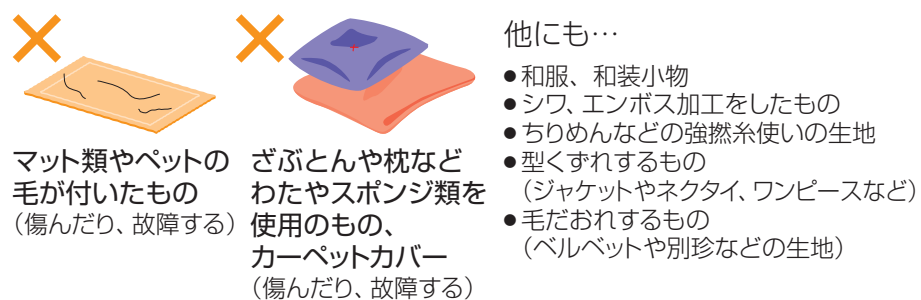 マット類やペットの
毛が付いたもの
（傷んだり、故障する）
ざぶとんや枕など
わたやスポンジ類を
使用のもの、
カーペットカバー
（傷んだり、故障する）
他にも…
●和服、和装小物
●シワ、エンボス加工をしたもの
●ちりめんなどの強撚糸使いの生地
●型くずれするもの
（ジャケットやネクタイ、ワンピースなど）
●毛だおれするもの
（ベルベットや別珍などの生地）